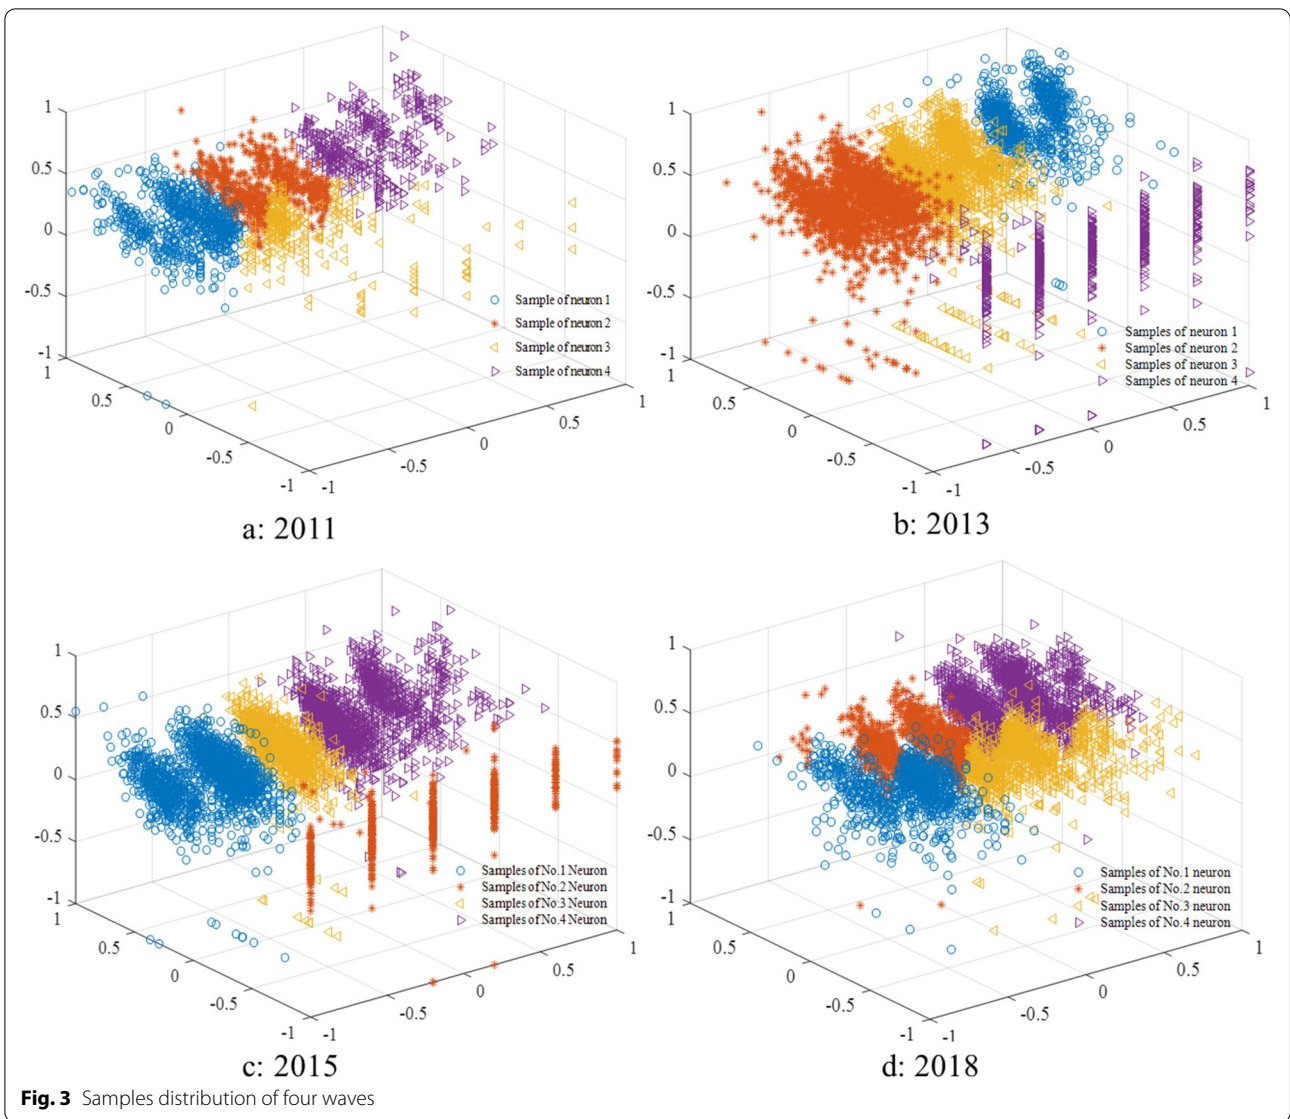 1
0.5
0
-0.5
-1
1
0.5
0
-0.5
-1
-1
-0.5
0
0.5
1
Sample of neuron 1
Sample of neuron 2
Sample of neuron 3
Sample of neuron 4
a: 2011
1
0.5
0
-0.5
-1
1
0.5
0
-0.5
-1
-1
-0.5
0
0.5
1
Samples of neuron 1
Samples of neuron 2
Samples of neuron 3
Samples of neuron 4
b: 2013
1
0.5
0
-0.5
-1
1
0.5
0
-0.5
-1
-1
-0.5
0
0.5
1
Samples of No.1 Neuron
Samples of No.2 Neuron
Samples of No.3 Neuron
Samples of No.4 Neuron
c: 2015
1
0.5
0
-0.5
-1
1
0.5
0
-0.5
-1
-1
-0.5
0
0.5
1
Samples of No.1 neuron
Samples of No.2 neuron
Samples of No.3 neuron
Samples of No.4 neuron
d: 2018
Fig. 3 Samples distribution of four waves